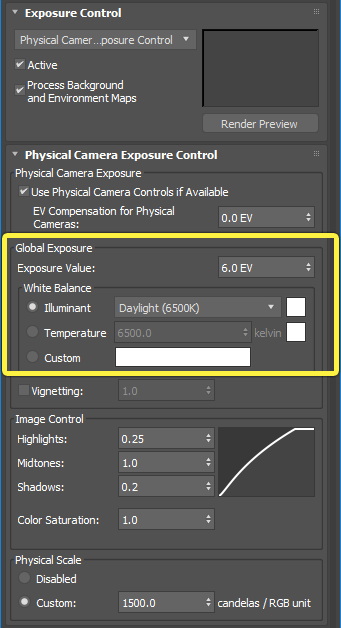 Exposure Control
Physical Camer...posure Control
Active
Process Background
and Environment Maps
Render Preview
Physical Camera Exposure Control
Physical Camera Exposure
Use Physical Camera Controls if Available
EV Compensation for Physical
Cameras:
0.0 EV
Global Exposure
Exposure Value: 6.0 EV
White Balance
Illuminant Daylight (6500K)
Temperature 6500.0 kelvin
Custom
Vignetting: 1.0
Image Control
Highlights: 0.25
Midtones: 1.0
Shadows: 0.2
Color Saturation: 1.0
Physical Scale
Disabled
Custom: 1500.0 candelas / RGB unit